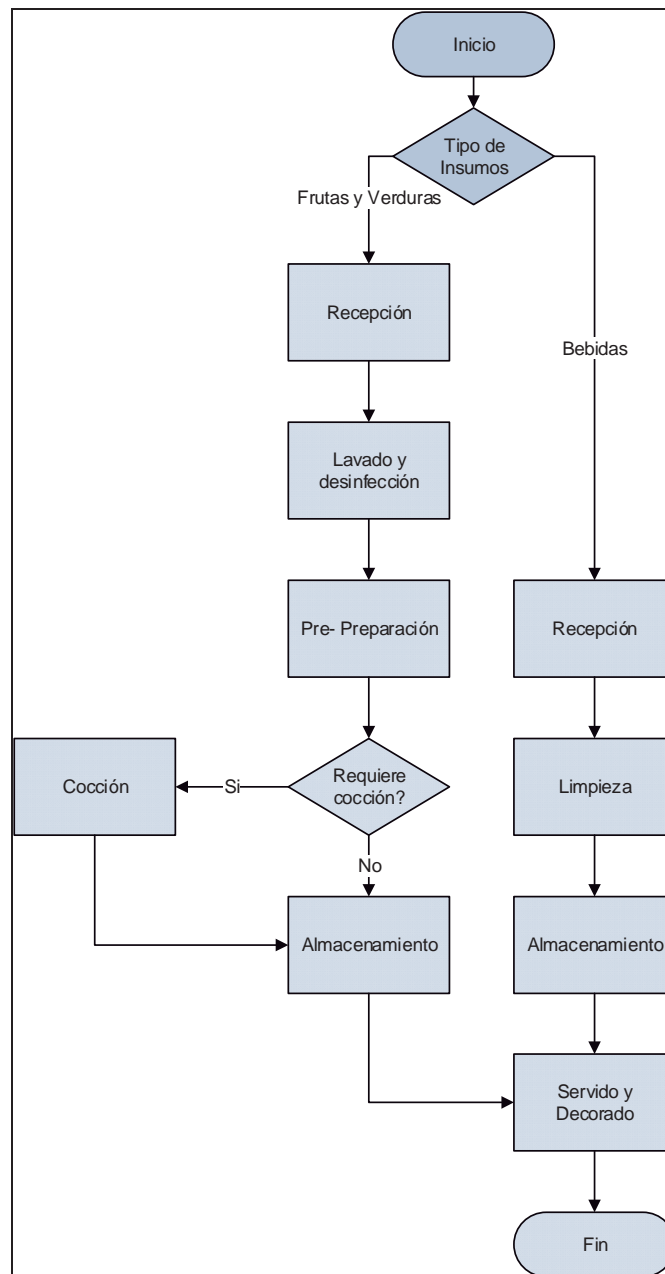 Inicio
Tipo de
Insumos
Frutas y Verduras
Recepción
Bebidas
Lavado y
desinfección
Pre- Preparación
Recepción
Cocción
Si
Requiere
cocción?
Limpieza
No
Almacenamiento
Almacenamiento
Servido y
Decorado
Fin